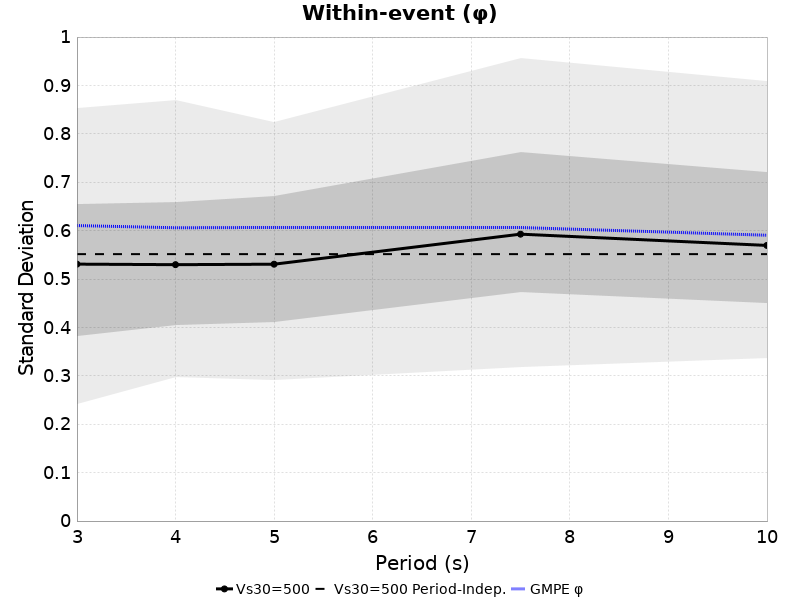 Within-event (φ)
Standard Deviation
1
0.9
0.8
0.7
0.6
0.5
0.4
0.3
0.2
0.1
0
3 4 5 6 7 8 9 10
Period (s)
Vs30=500 Vs30=500 Period-Indep. GMPE φ